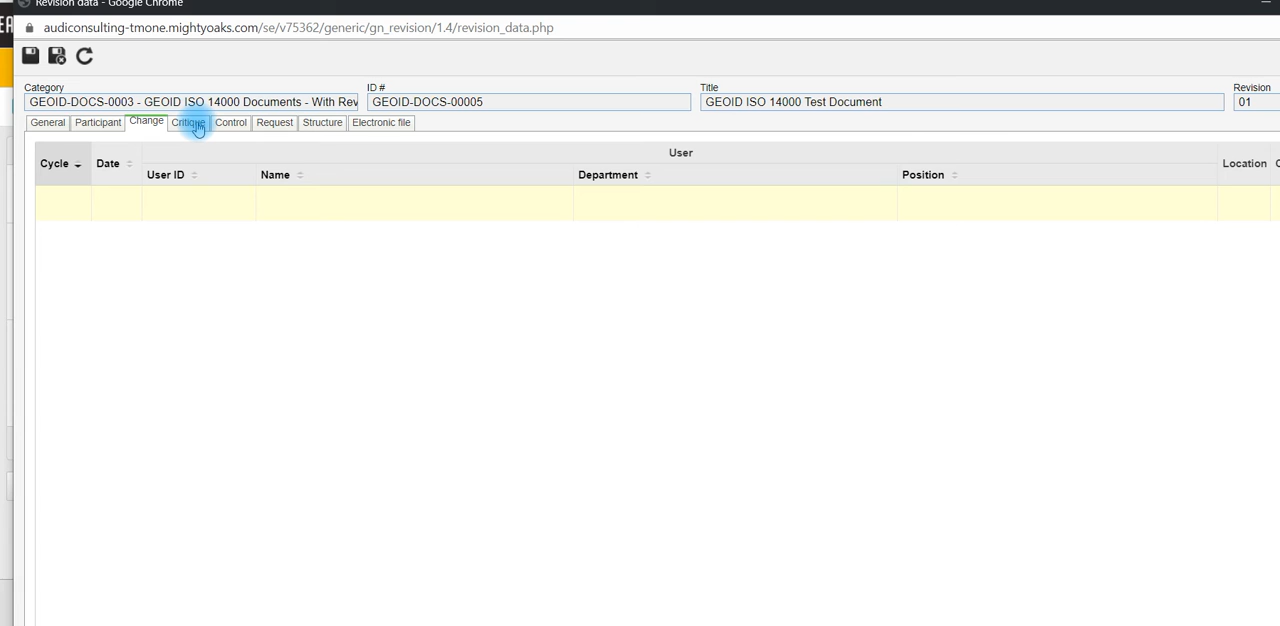 Revision data - Google Chrome
audiconsulting-tmone.mightyoaks.com/se/v75362/generic/gn_revision/1.4/revision_data.php
Category ID # Title Revision
GEOID-DOCS-0003 - GEOID ISO 14000 Documents - With Rev GEOID-DOCS-00005 GEOID ISO 14000 Test Document 01
General Participant Change Critique Control Request Structure Electronic file
User
Cycle Date Location
User ID Name Department Position